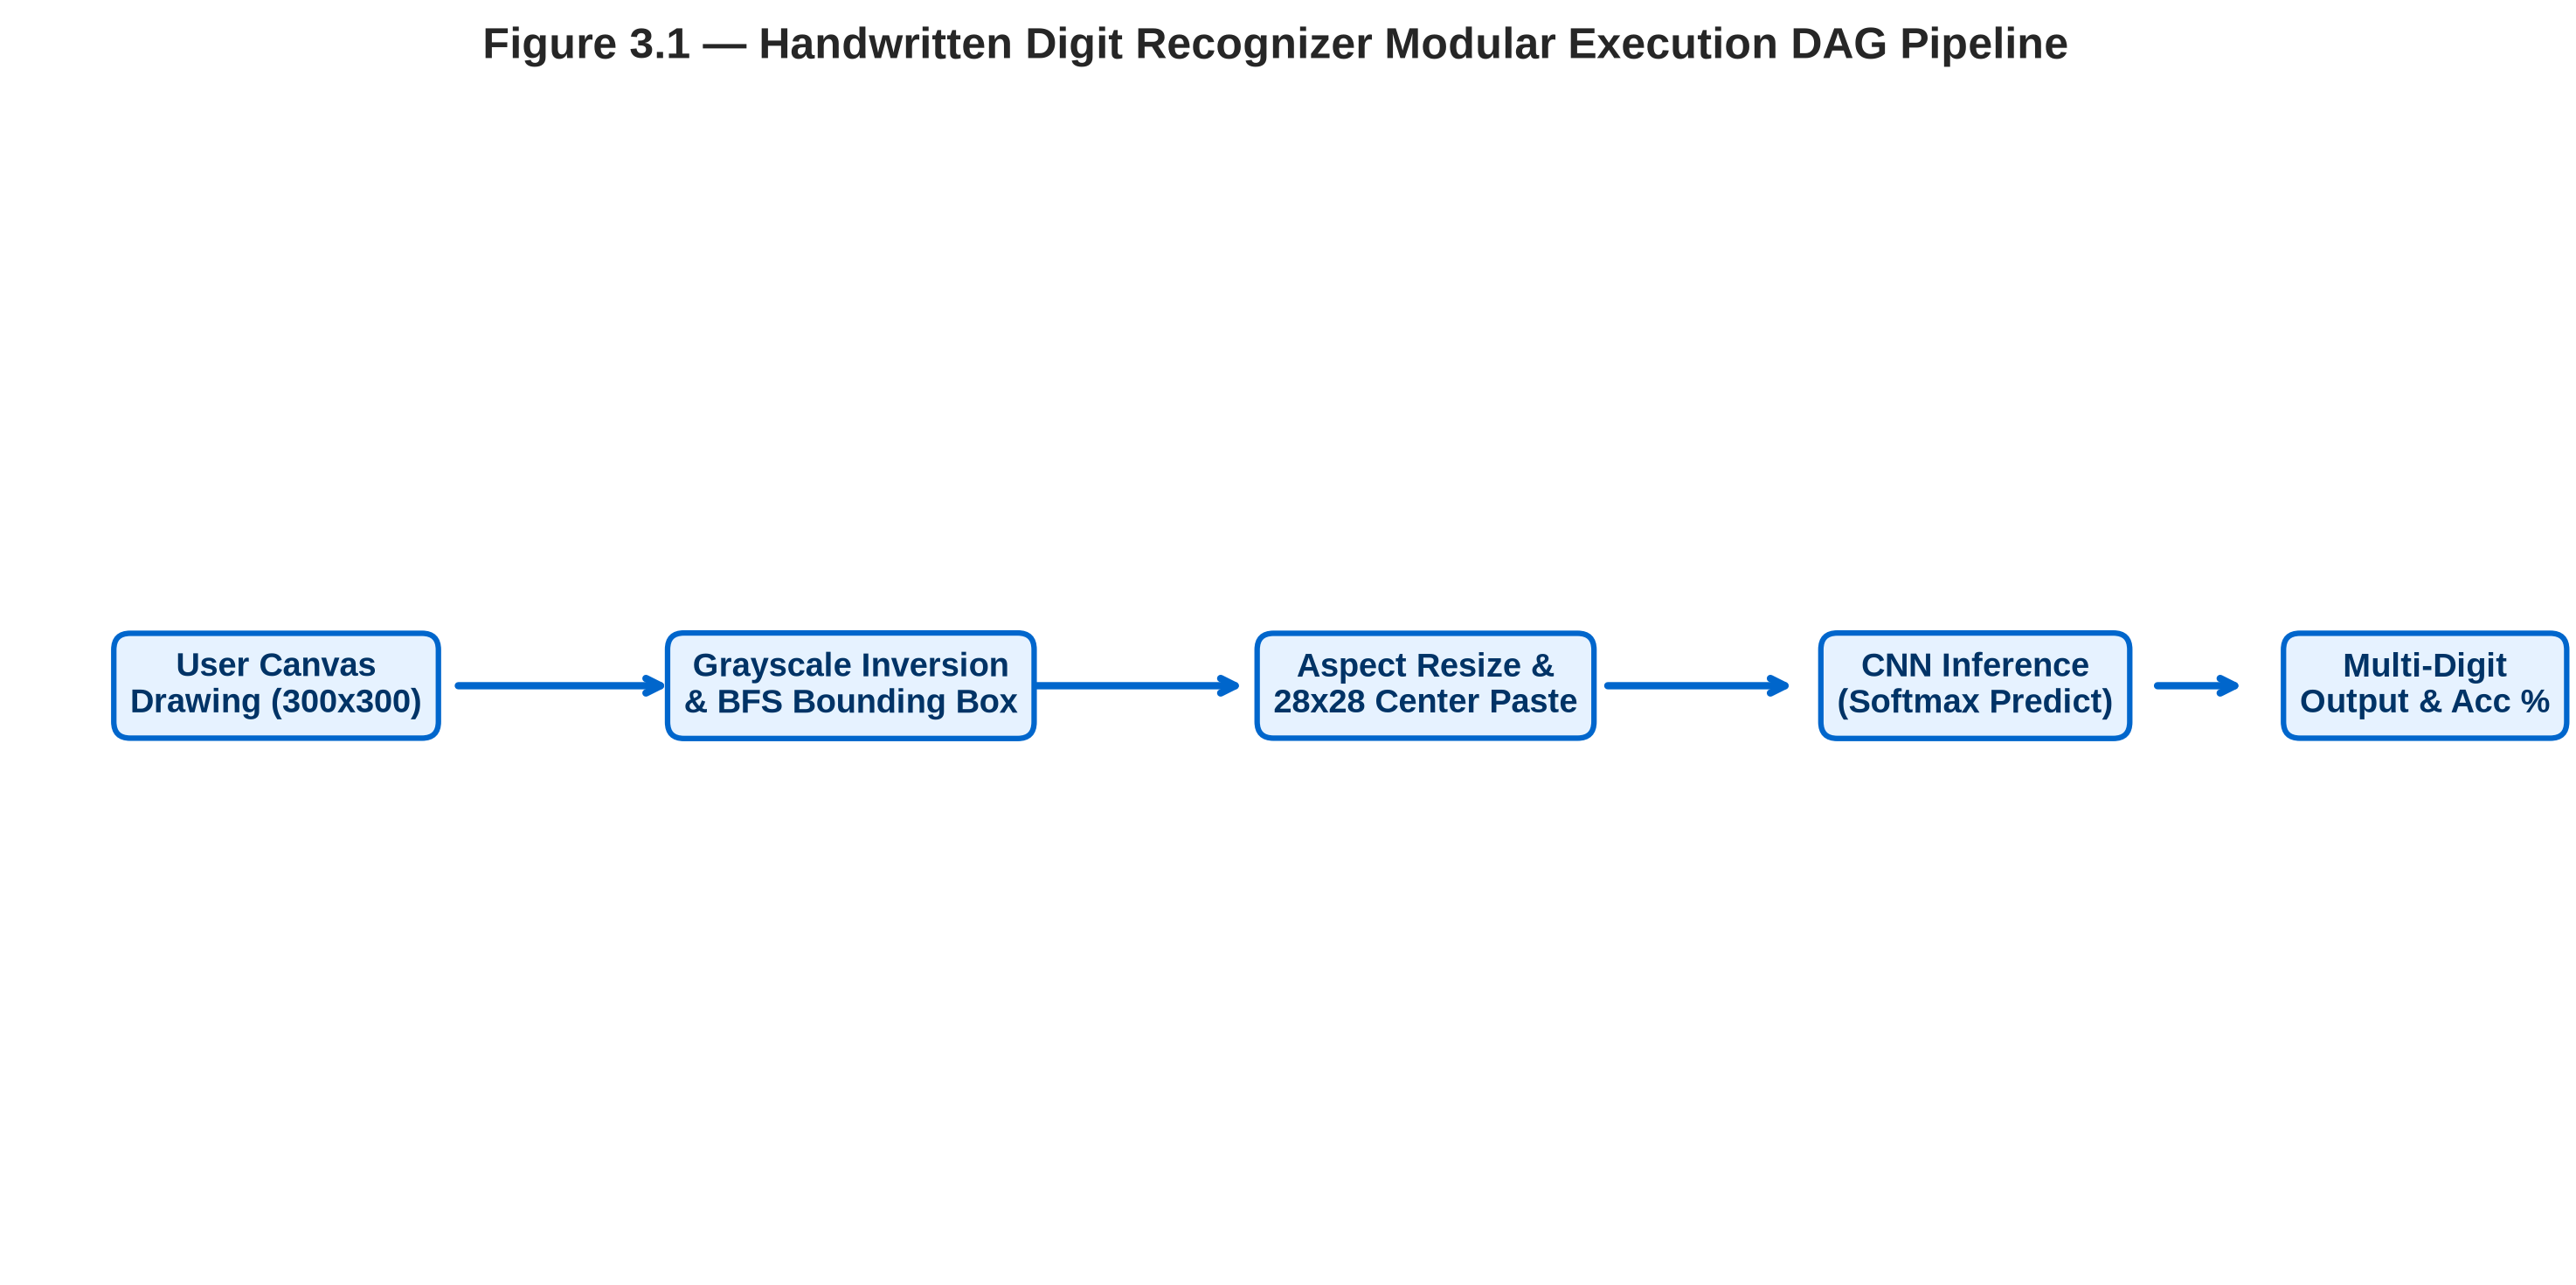 Figure 3.1 — Handwritten Digit Recognizer Modular Execution DAG Pipeline
User Canvas
Drawing (300x300)
Grayscale Inversion
& BFS Bounding Box
Aspect Resize &
28x28 Center Paste
CNN Inference
(Softmax Predict)
Multi-Digit
Output & Acc %